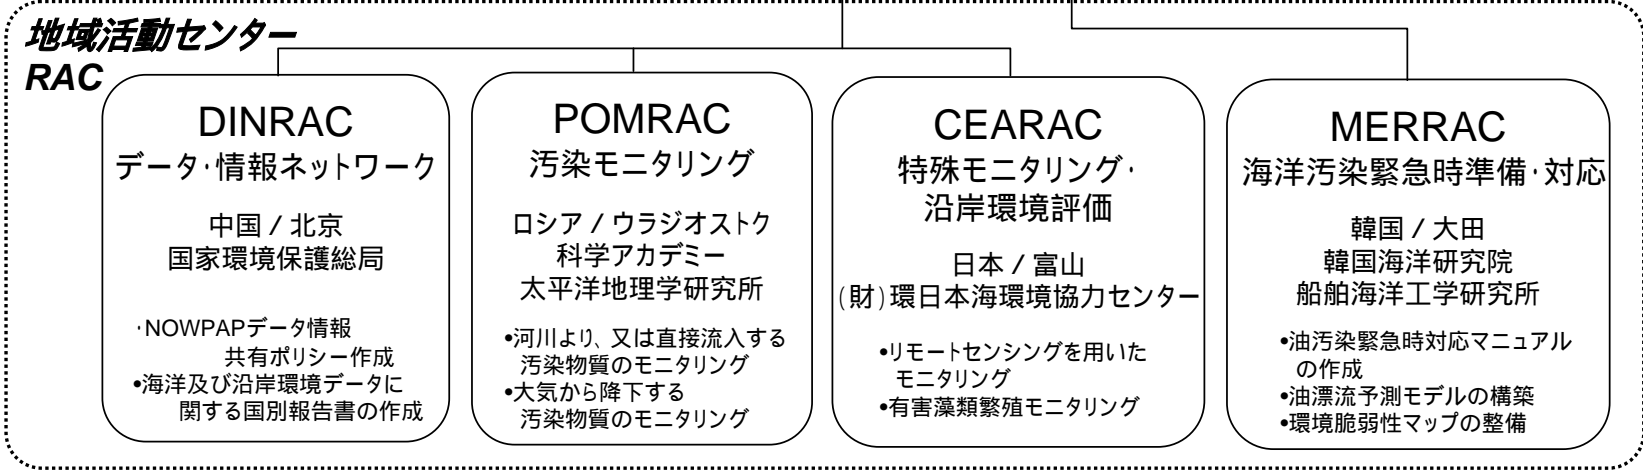 地域活動センター
RAC
DINRAC
データ・情報ネットワーク
中国 / 北京
国家環境保護総局
・NOWPAPデータ情報
共有ポリシー作成
•海洋及び沿岸環境データに
関する国別報告書の作成
POMRAC
汚染モニタリング
ロシア / ウラジオストク
科学アカデミー
太平洋地理学研究所
•河川より、又は直接流入する
汚染物質のモニタリング
•大気から降下する
汚染物質のモニタリング
CEARAC
特殊モニタリング・
沿岸環境評価
日本 / 富山
(財)環日本海環境協力センター
•リモートセンシングを用いた
モニタリング
•有害藻類繁殖モニタリング
MERRAC
海洋汚染緊急時準備・対応
韓国 / 大田
韓国海洋研究院
船舶海洋工学研究所
•油汚染緊急時対応マニュアル
の作成
•油漂流予測モデルの構築
•環境脆弱性マップの整備